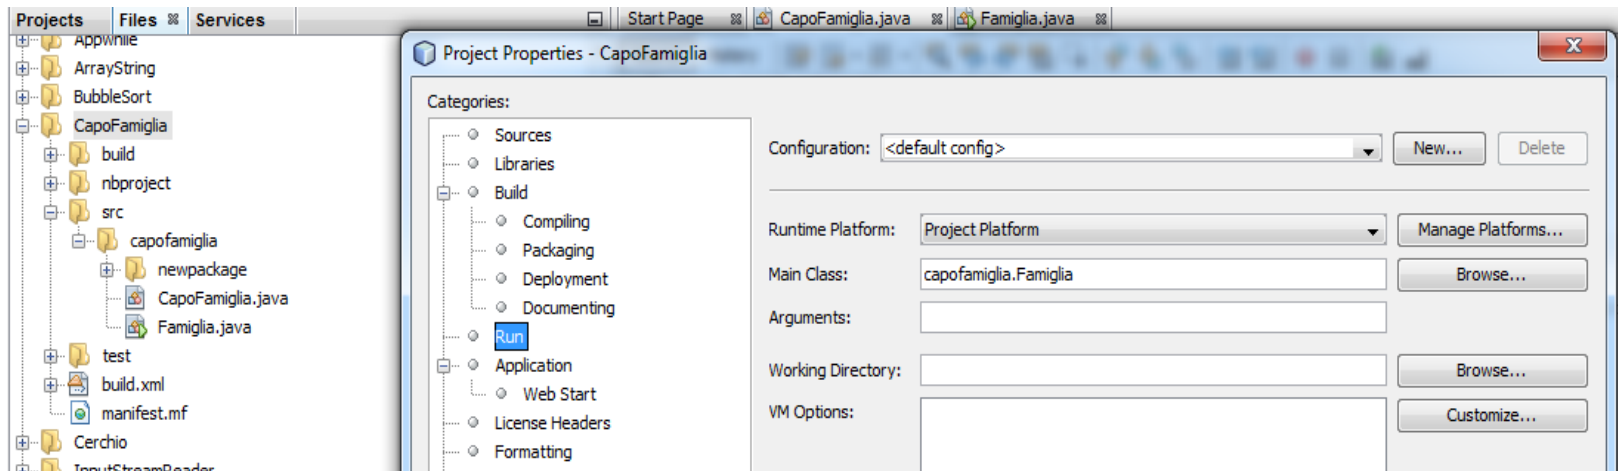 Projects Files Services
Start Page CapoFamiglia.java Famiglia.java
Appwhile
ArrayString
BubbleSort
CapoFamiglia
build
nbproject
src
capofamiglia
newpackage
CapoFamiglia.java
Famiglia.java
test
build.xml
manifest.mf
Cerchio
InputStreamReader
Project Properties - CapoFamiglia
Categories:
Sources
Libraries
Build
Compiling
Packaging
Deployment
Documenting
Run
Application
Web Start
License Headers
Formatting
Configuration: <default config> New... Delete
Runtime Platform: Project Platform Manage Platforms...
Main Class: capofamiglia.Famiglia Browse...
Arguments:
Working Directory: Browse...
VM Options: Customize...